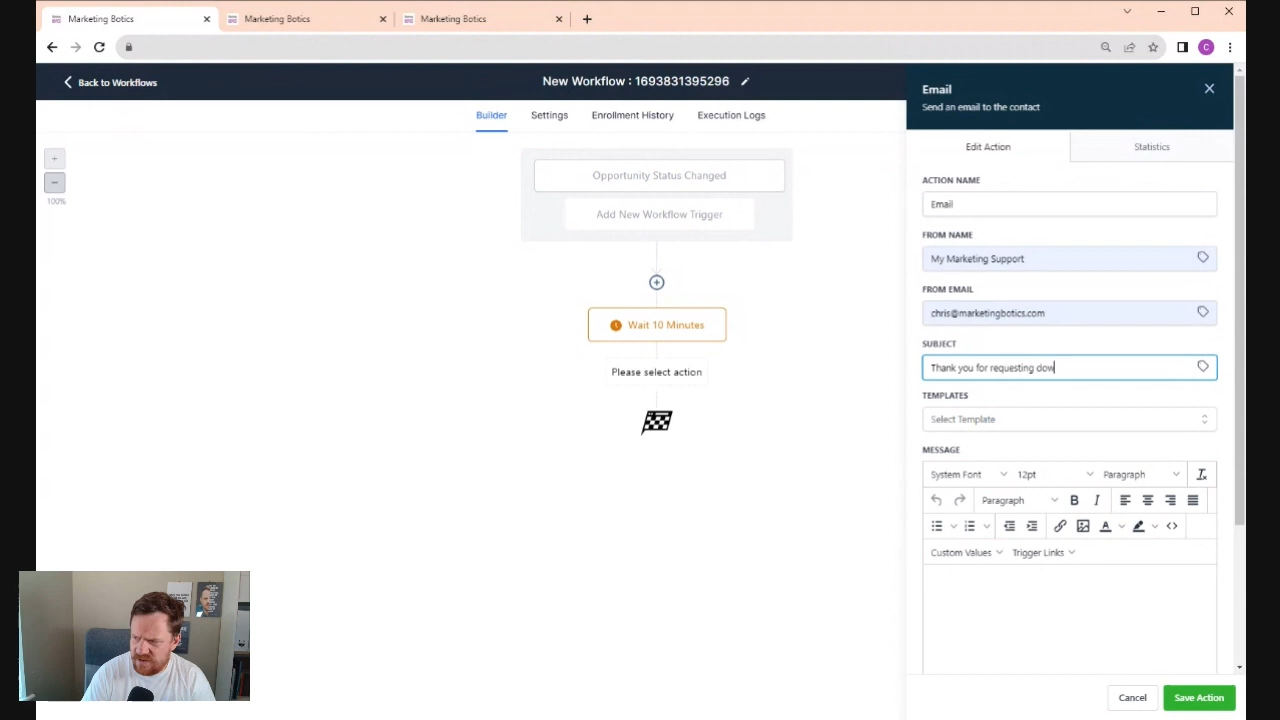 Marketing Botics
Marketing Botics
Marketing Botics
C
Back to Workflows
New Workflow : 1693831395296
Builder
Settings
Enrollment History
Execution Logs
100%
Opportunity Status Changed
Add New Workflow Trigger
Wait 10 Minutes
Please select action
Email
Send an email to the contact
Edit Action
Statistics
ACTION NAME
Email
FROM NAME
My Marketing Support
FROM EMAIL
chris@marketingbotics.com
SUBJECT
Thank you for requesting dow
TEMPLATES
Select Template
MESSAGE
System Font
12pt
Paragraph
Paragraph
B
I
A
Custom Values
Trigger Links
Cancel
Save Action